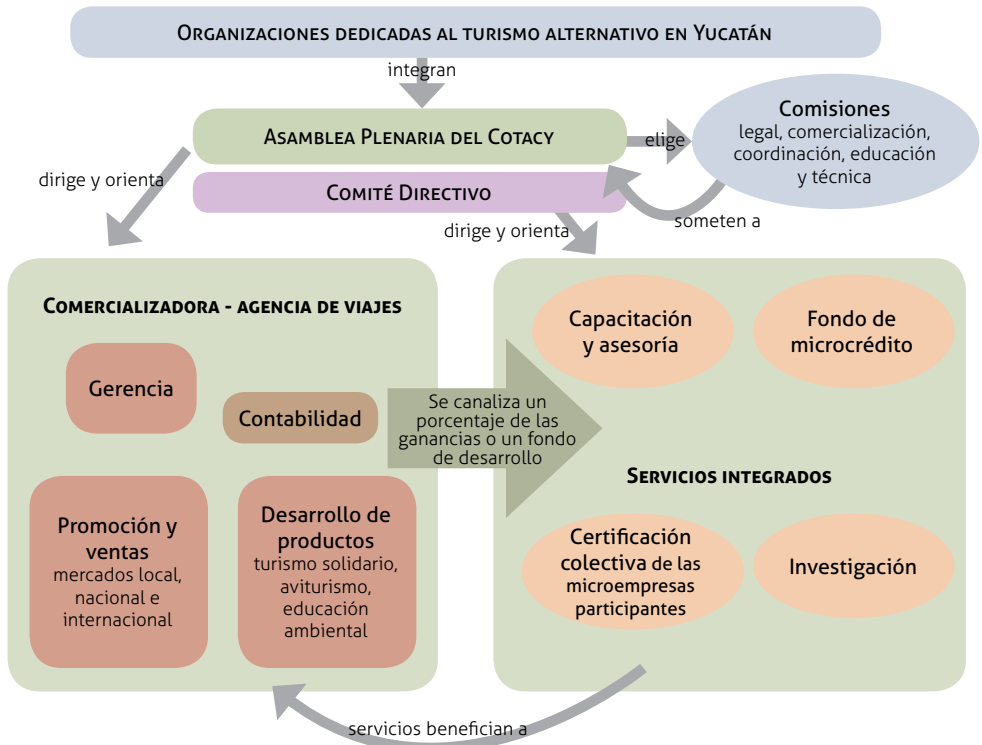 ORGANIZACIONES DEDICADAS AL TURISMO ALTERNATIVO EN YUCATÁN
integran
ASAMBLEA PLENARIA DEL COTACY
elige
Comisiones
legal, comercialización,
coordinación, educación
y técnica
dirige y orienta
COMITÉ DIRECTIVO
someten a
dirige y orienta
COMERCIALIZADORA - AGENCIA DE VIAJES
Gerencia
Contabilidad
Promoción y
ventas
mercados local,
nacional e
internacional
Desarrollo de
productos
turismo solidario,
aviturismo,
educación
ambiental
Se canaliza un
porcentaje de las
ganancias o un fondo
de desarrollo
Capacitación
y asesoría
Fondo de
microcrédito
SERVICIOS INTEGRADOS
Certificación
colectiva de las
microempresas
participantes
Investigación
servicios benefician a